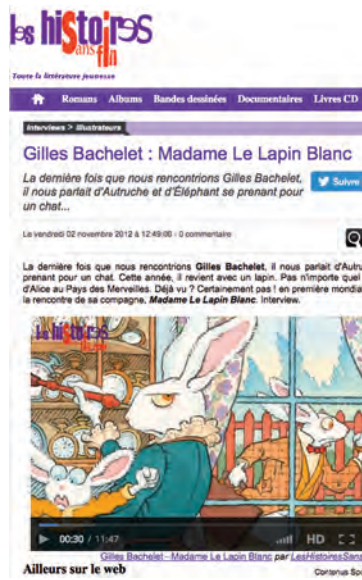 les histoires
sans fin
Toute la littérature jeunesse
Romans Albums Bandes dessinées Documentaires Livres CD
Interviews > Illustrateurs
Gilles Bachelet : Madame Le Lapin Blanc
La dernière fois que nous rencontrions Gilles Bachelet,
il nous parlait d'Autruche et d'Éléphant se prenant pour
un chat...
Suivre
Le vendredi 02 novembre 2012 à 12:49:00 - 0 commentaire
La dernière fois que nous rencontrions Gilles Bachelet, il nous parlait d'Autru
prenant pour un chat. Cette année, il revient avec un lapin. Pas n'importe quel
d'Alice au Pays des Merveilles. Déjà vu ? Certainement pas ! en première mondia
la rencontre de sa compagne, Madame Le Lapin Blanc. Interview.
les histoires
00:30 / 11:47
HD
Gilles Bachelet - Madame Le Lapin Blanc par LesHistoiresSans
Ailleurs sur le web
Contenus Spo